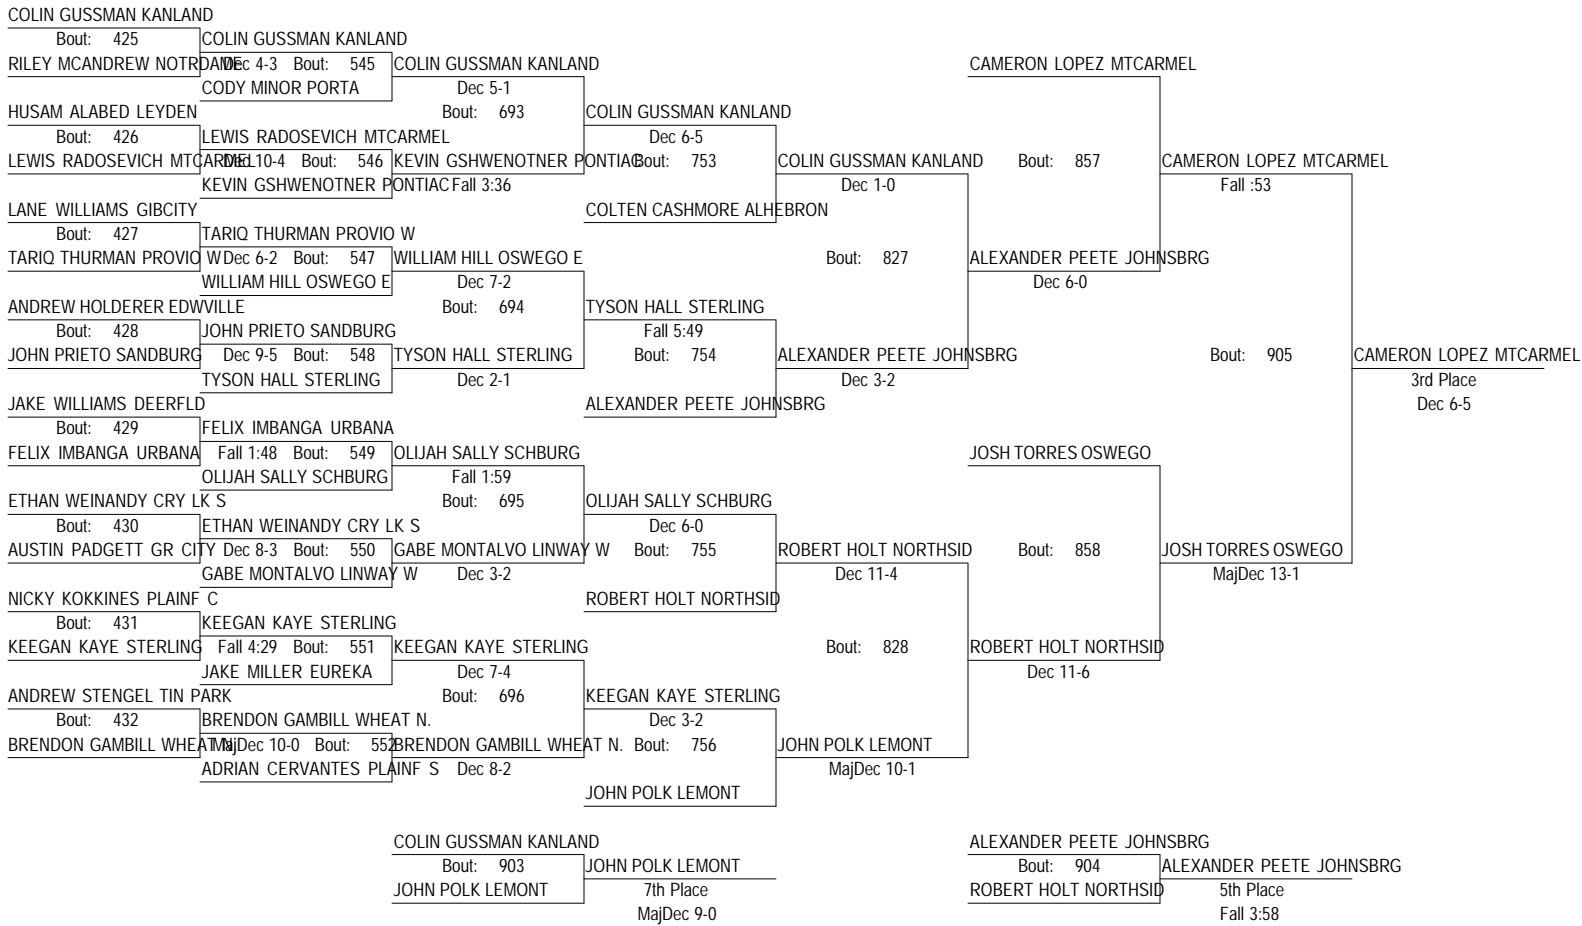 COLIN GUSSMAN KANLAND
Bout: 425 COLIN GUSSMAN KANLAND
RILEY MCANDREW NOTRDAME Dec 4-3 Bout: 545 COLIN GUSSMAN KANLAND CAMERON LOPEZ MTCARMEL
CODY MINOR PORTA Dec 5-1
HUSAM ALABED LEYDEN Bout: 693 COLIN GUSSMAN KANLAND
Bout: 426 LEWIS RADOSEVICH MTCARMEL Dec 6-5
LEWIS RADOSEVICH MTCARMEL Dec 10-4 Bout: 546 KEVIN GSHWENOTNER PONTIAC Bout: 753 COLIN GUSSMAN KANLAND Bout: 857 CAMERON LOPEZ MTCARMEL
KEVIN GSHWENOTNER PONTIAC Fall 3:36 Dec 1-0 Fall :53
LANE WILLIAMS GIBCITY COLTEN CASHMORE ALHEBRON
Bout: 427 TARIQ THURMAN PROVIO W
TARIQ THURMAN PROVIO W Dec 6-2 Bout: 547 WILLIAM HILL OSWEGO E Bout: 827 ALEXANDER PEETE JOHNSBRG
WILLIAM HILL OSWEGO E Dec 7-2 Dec 6-0
ANDREW HOLDERER EDWVILLE Bout: 694 TYSON HALL STERLING
Bout: 428 JOHN PRIETO SANDBURG Fall 5:49
JOHN PRIETO SANDBURG Dec 9-5 Bout: 548 TYSON HALL STERLING Bout: 754 ALEXANDER PEETE JOHNSBRG Bout: 905 CAMERON LOPEZ MTCARMEL
TYSON HALL STERLING Dec 2-1 Dec 3-2 3rd Place
JAKE WILLIAMS DEERFLD ALEXANDER PEETE JOHNSBRG Dec 6-5
Bout: 429 FELIX IMBANGA URBANA
FELIX IMBANGA URBANA Fall 1:48 Bout: 549 OLIJAH SALLY SCHBURG JOSH TORRES OSWEGO
OLIJAH SALLY SCHBURG Fall 1:59
ETHAN WEINANDY CRY LK S Bout: 695 OLIJAH SALLY SCHBURG
Bout: 430 ETHAN WEINANDY CRY LK S Dec 6-0
AUSTIN PADGETT GR CITY Dec 8-3 Bout: 550 GABE MONTALVO LINWAY W Bout: 755 ROBERT HOLT NORTHSID Bout: 858 JOSH TORRES OSWEGO
GABE MONTALVO LINWAY W Dec 3-2 Dec 11-4 MajDec 13-1
NICKY KOKKINES PLAINF C ROBERT HOLT NORTHSID
Bout: 431 KEEGAN KAYE STERLING
KEEGAN KAYE STERLING Fall 4:29 Bout: 551 KEEGAN KAYE STERLING Bout: 828 ROBERT HOLT NORTHSID
JAKE MILLER EUREKA Dec 7-4 Dec 11-6
ANDREW STENGEL TIN PARK Bout: 696 KEEGAN KAYE STERLING
Bout: 432 BRENDON GAMBILL WHEAT N. Dec 3-2
BRENDON GAMBILL WHEAT N. MajDec 10-0 Bout: 552 BRENDON GAMBILL WHEAT N. Bout: 756 JOHN POLK LEMONT
ADRIAN CERVANTES PLAINF S Dec 8-2 MajDec 10-1
JOHN POLK LEMONT
COLIN GUSSMAN KANLAND ALEXANDER PEETE JOHNSBRG
Bout: 903 JOHN POLK LEMONT Bout: 904 ALEXANDER PEETE JOHNSBRG
JOHN POLK LEMONT 7th Place ROBERT HOLT NORTHSID 5th Place
MajDec 9-0 Fall 3:58